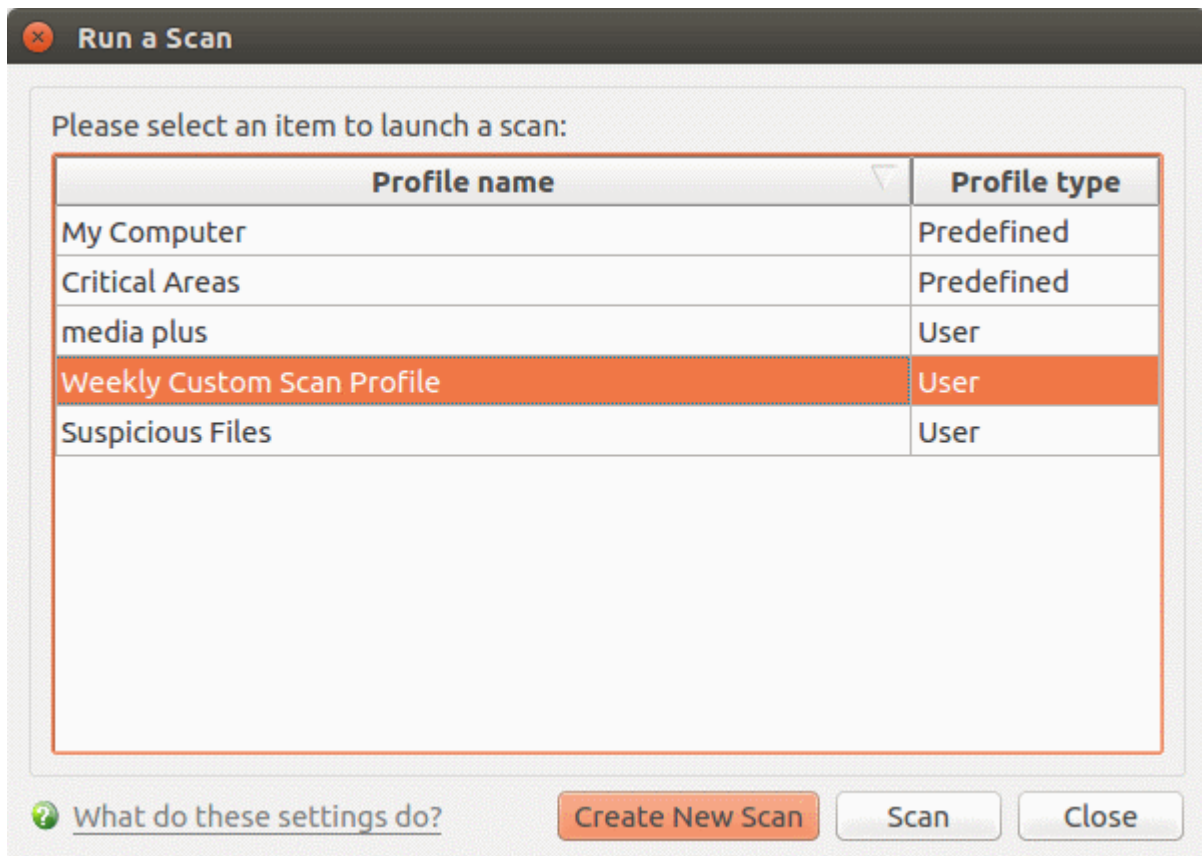 Run a Scan
Please select an item to launch a scan:
Profile name Profile type
My Computer Predefined
Critical Areas Predefined
media plus User
Weekly Custom Scan Profile User
Suspicious Files User
What do these settings do? Create New Scan Scan Close